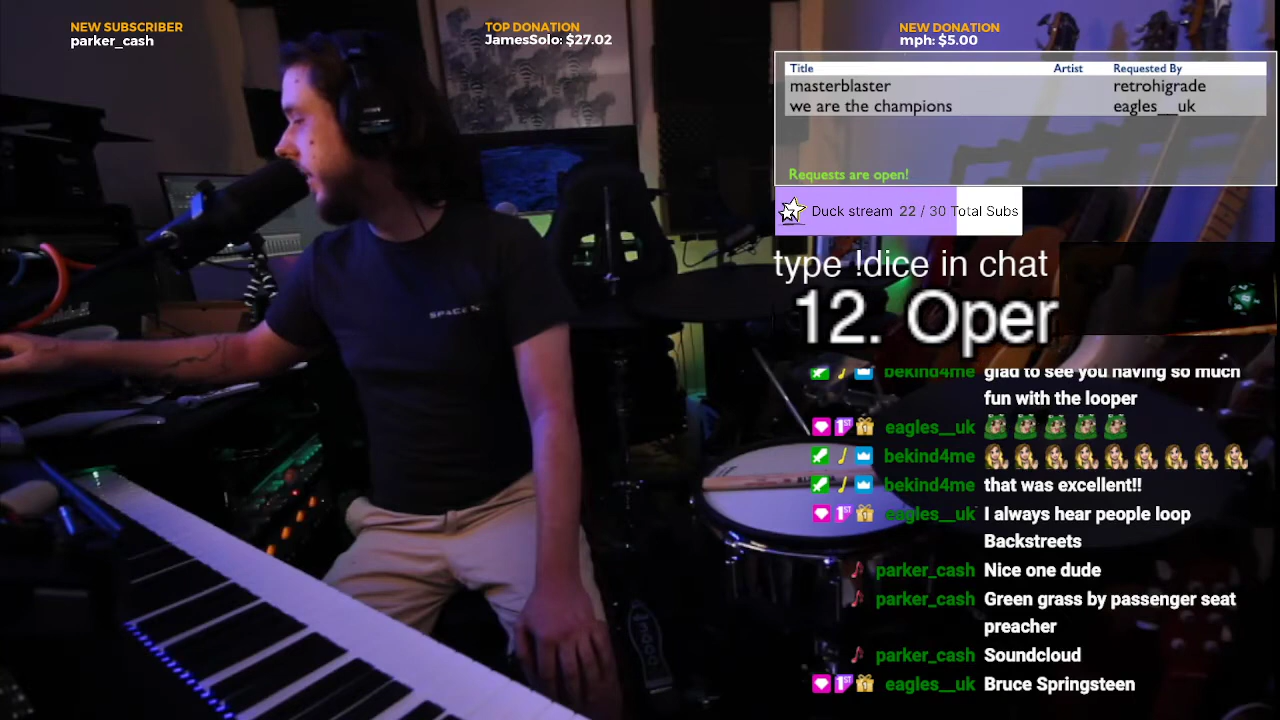 NEW SUBSCRIBER
parker_cash
TOP DONATION
JamesSolo: $27.02
NEW DONATION
mph: $5.00
Title Artist Requested By
masterblaster retrohigrade
we are the champions eagles__uk
Requests are open!
Duck stream 22 / 30 Total Subs
type !dice in chat
12. Oper
bekind4me glad to see you having so much
fun with the looper
eagles__uk
bekind4me
bekind4me that was excellent!!
eagles__uk I always hear people loop
Backstreets
parker_cash Nice one dude
parker_cash Green grass by passenger seat
preacher
parker_cash Soundcloud
eagles__uk Bruce Springsteen